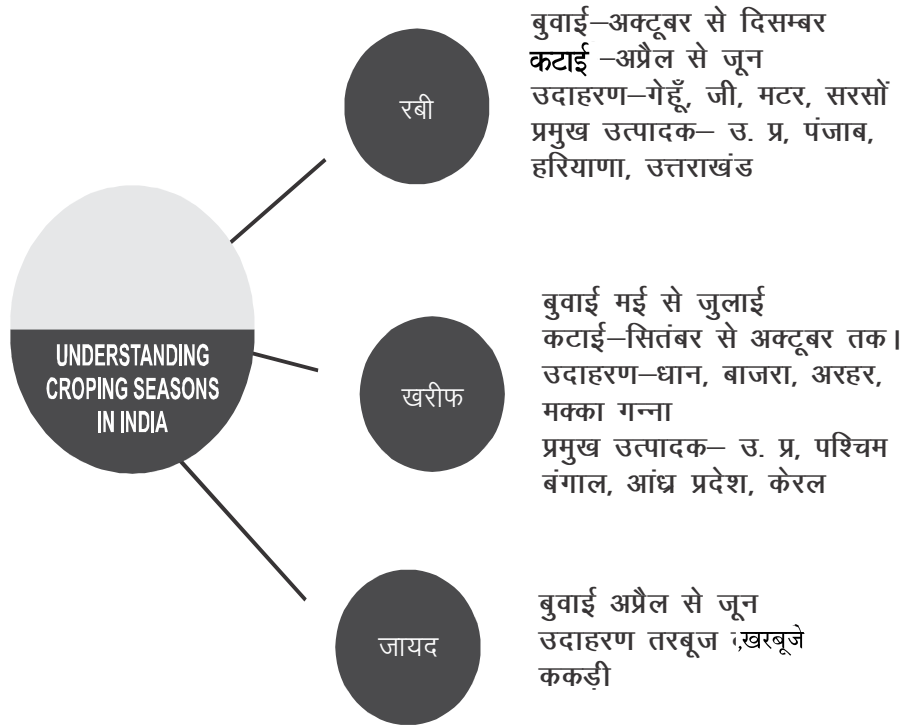 रबी
बुवाई–अक्टूबर से दिसम्बर
कटाई –अप्रैल से जून
उदाहरण–गेहूँ, जी, मटर, सरसों
प्रमुख उत्पादक– उ. प्र, पंजाब,
हरियाणा, उत्तराखंड
UNDERSTANDING
CROPING SEASONS
IN INDIA
खरीफ
बुवाई मई से जुलाई
कटाई–सितंबर से अक्टूबर तक।
उदाहरण–धान, बाजरा, अरहर,
मक्का गन्ना
प्रमुख उत्पादक– उ. प्र, पश्चिम
बंगाल, आंध्र प्रदेश, केरल
जायद
बुवाई अप्रैल से जून
उदाहरण तरबूज ,खरबूजे
ककड़ी